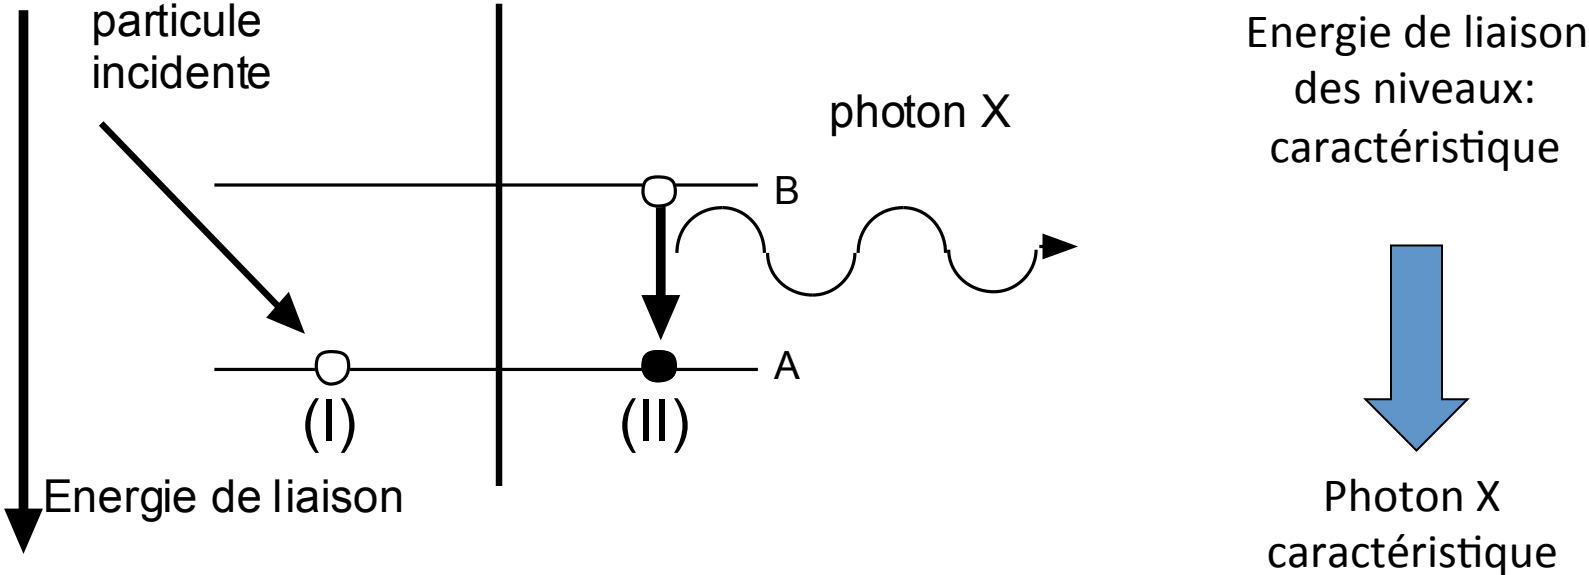 particule
incidente
photon X
B
A
(I)
(II)
Energie de liaison
Energie de liaison
des niveaux:
caractéristique
Photon X
caractéristique